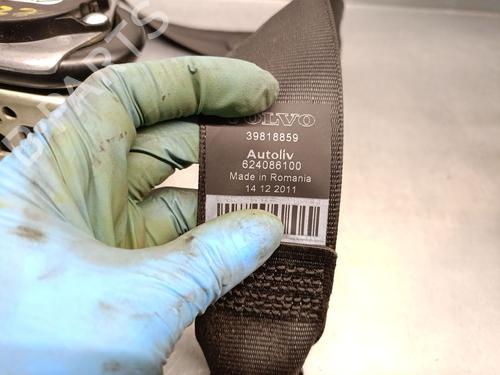 VOLVO
39818859
Autoliv
624086100
Made in Romania
14 12 2011